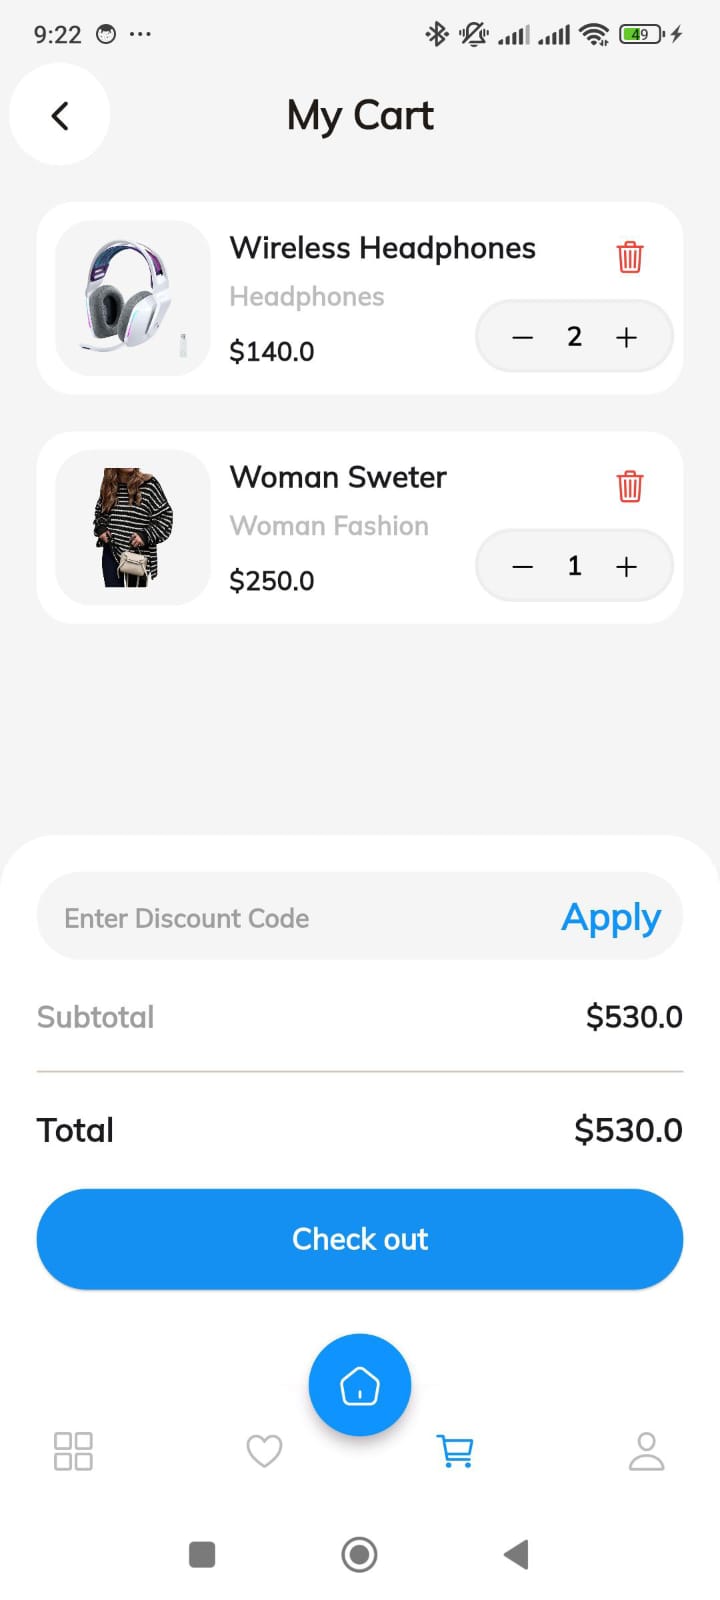 9:22
49
My Cart
Wireless Headphones
Headphones
$140.0
2
Woman Sweter
Woman Fashion
$250.0
1
Enter Discount Code
Apply
Subtotal
$530.0
Total
$530.0
Check out